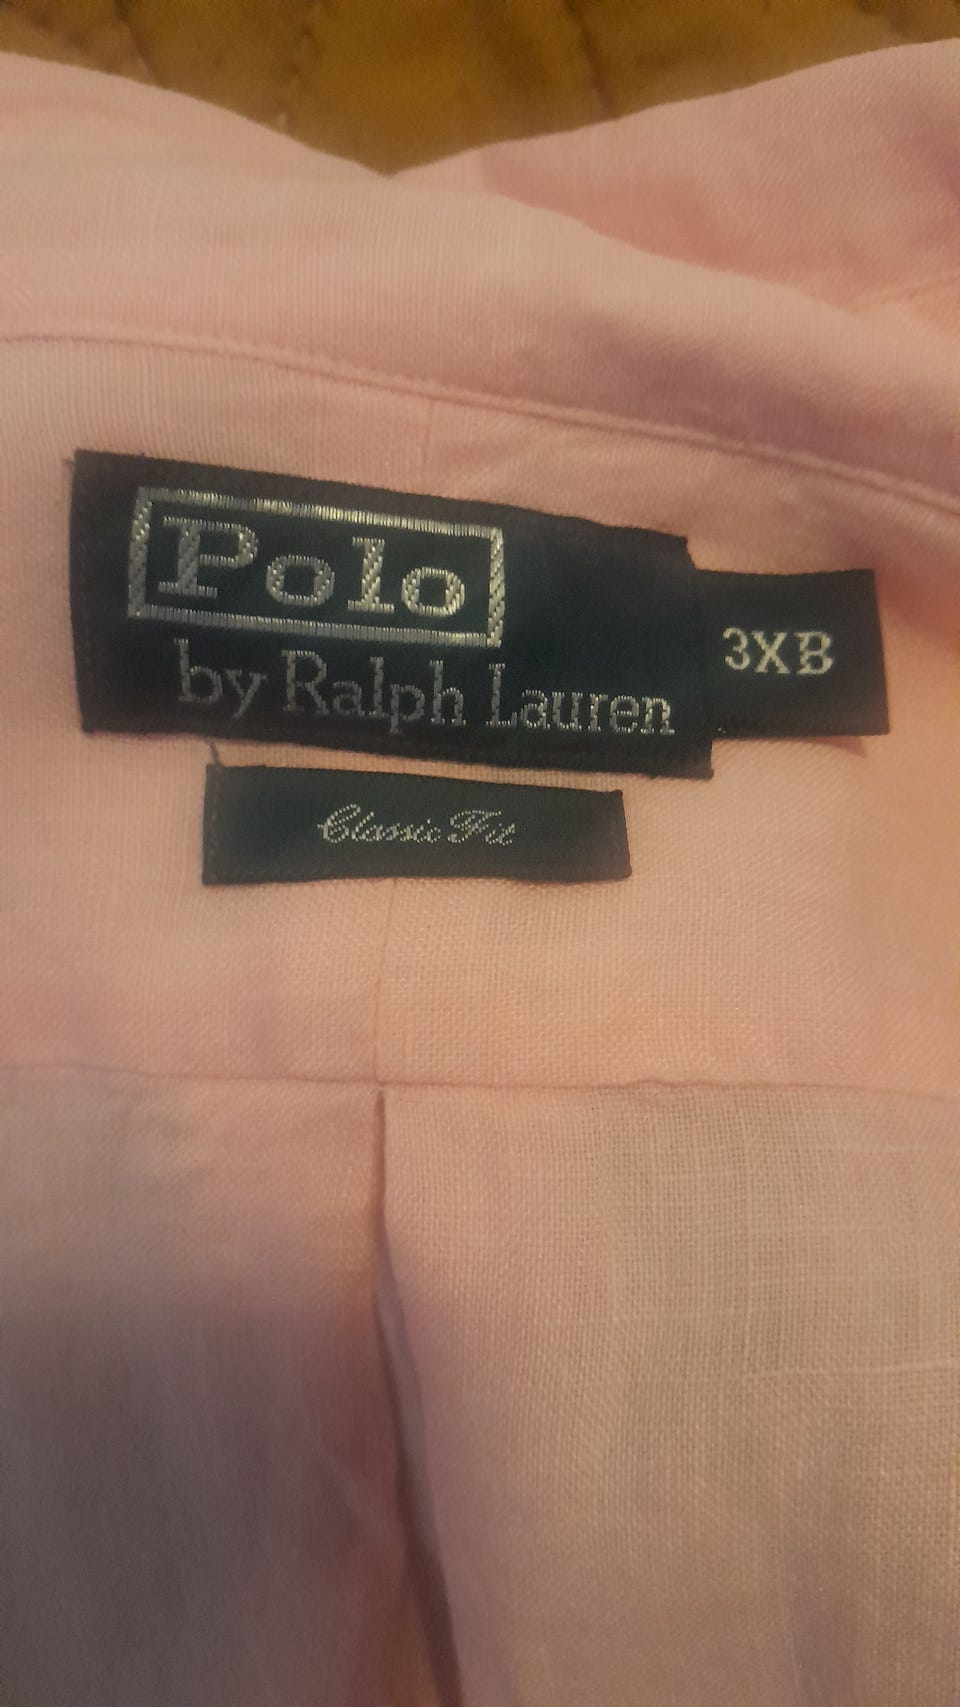 Polo
by Ralph Lauren
3XB
Classic Fit